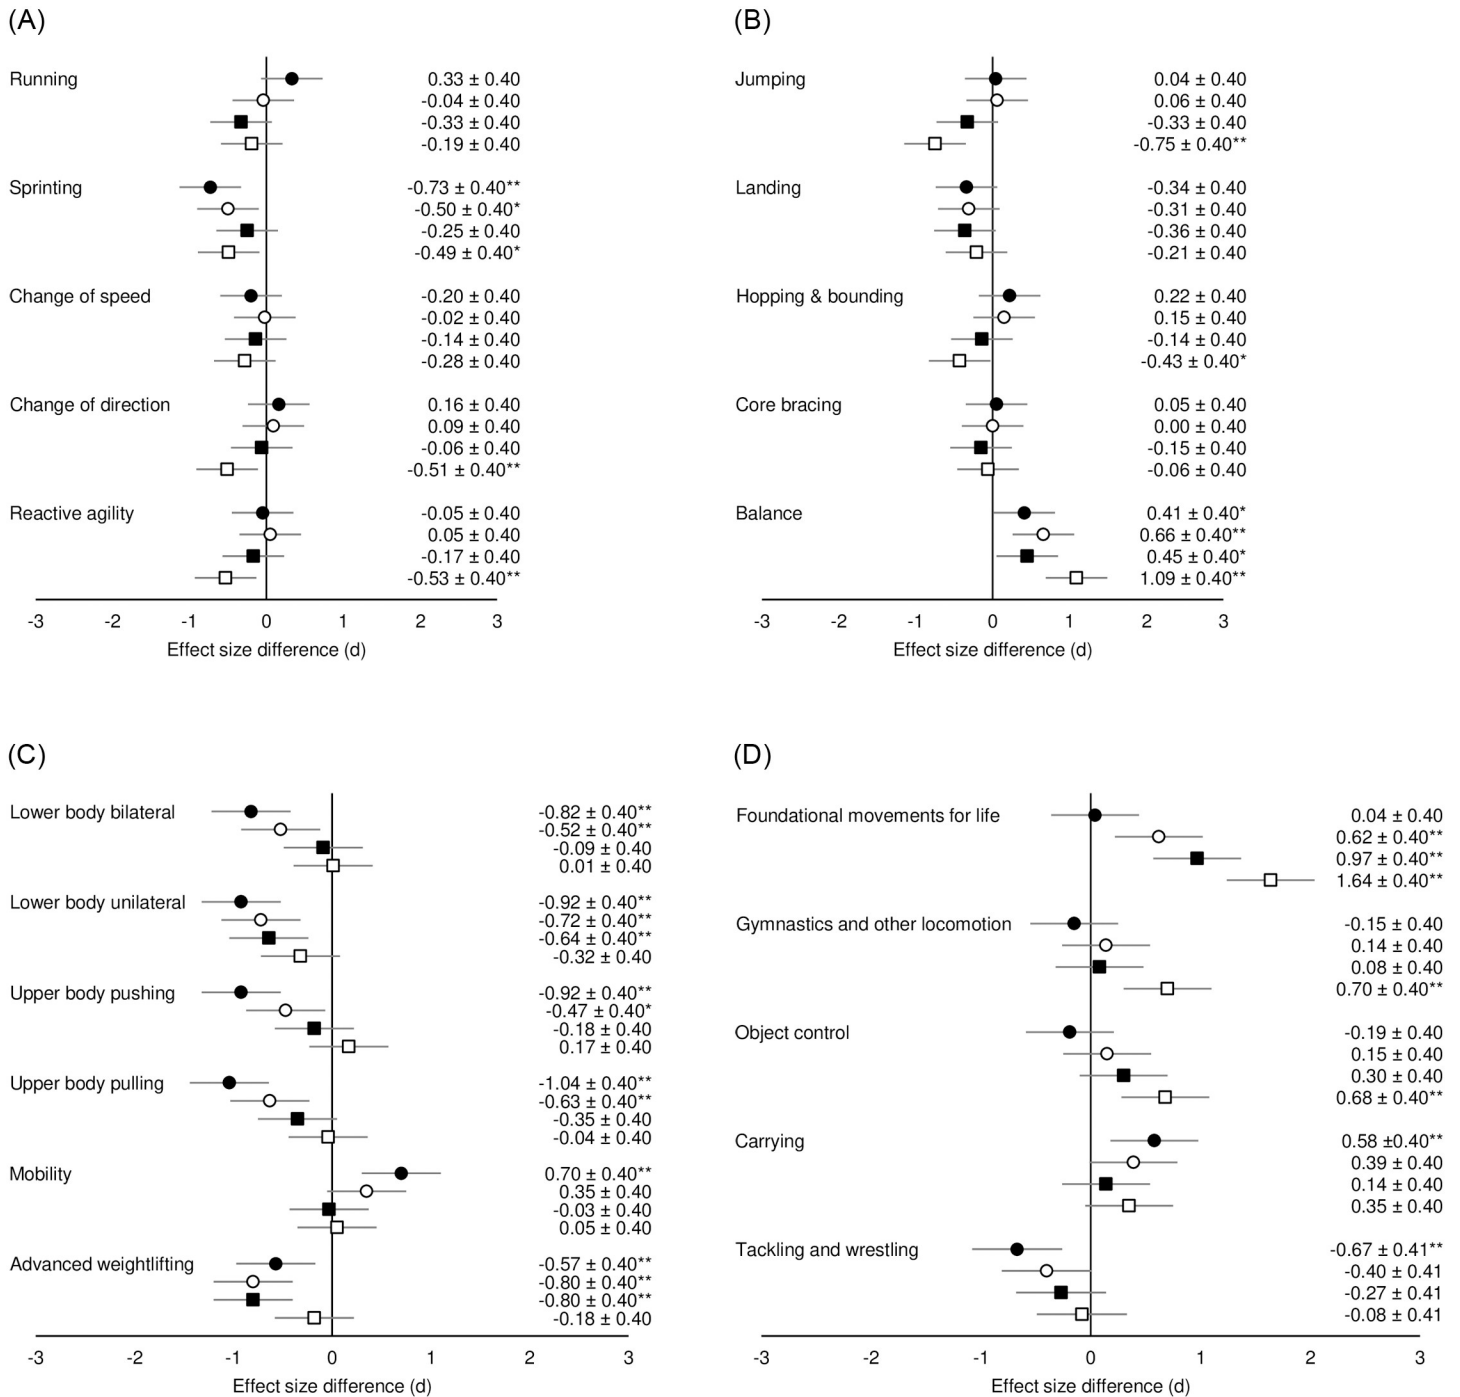 (A)
Running 0.33 ± 0.40
-0.04 ± 0.40
-0.33 ± 0.40
-0.19 ± 0.40
Sprinting -0.73 ± 0.40**
-0.50 ± 0.40*
-0.25 ± 0.40
-0.49 ± 0.40*
Change of speed -0.20 ± 0.40
-0.02 ± 0.40
-0.14 ± 0.40
-0.28 ± 0.40
Change of direction 0.16 ± 0.40
0.09 ± 0.40
-0.06 ± 0.40
-0.51 ± 0.40**
Reactive agility -0.05 ± 0.40
0.05 ± 0.40
-0.17 ± 0.40
-0.53 ± 0.40**
-3 -2 -1 0 1 2 3
Effect size difference (d)
(B)
Jumping 0.04 ± 0.40
0.06 ± 0.40
-0.33 ± 0.40
-0.75 ± 0.40**
Landing -0.34 ± 0.40
-0.31 ± 0.40
-0.36 ± 0.40
-0.21 ± 0.40
Hopping & bounding 0.22 ± 0.40
0.15 ± 0.40
-0.14 ± 0.40
-0.43 ± 0.40*
Core bracing 0.05 ± 0.40
0.00 ± 0.40
-0.15 ± 0.40
-0.06 ± 0.40
Balance 0.41 ± 0.40*
0.66 ± 0.40**
0.45 ± 0.40*
1.09 ± 0.40**
-3 -2 -1 0 1 2 3
Effect size difference (d)
(C)
Lower body bilateral -0.82 ± 0.40**
-0.52 ± 0.40**
-0.09 ± 0.40
0.01 ± 0.40
Lower body unilateral -0.92 ± 0.40**
-0.72 ± 0.40**
-0.64 ± 0.40**
-0.32 ± 0.40
Upper body pushing -0.92 ± 0.40**
-0.47 ± 0.40*
-0.18 ± 0.40
0.17 ± 0.40
Upper body pulling -1.04 ± 0.40**
-0.63 ± 0.40**
-0.35 ± 0.40
-0.04 ± 0.40
Mobility 0.70 ± 0.40**
0.35 ± 0.40
-0.03 ± 0.40
0.05 ± 0.40
Advanced weightlifting -0.57 ± 0.40**
-0.80 ± 0.40**
-0.80 ± 0.40**
-0.18 ± 0.40
-3 -2 -1 0 1 2 3
Effect size difference (d)
(D)
Foundational movements for life 0.04 ± 0.40
0.62 ± 0.40**
0.97 ± 0.40**
1.64 ± 0.40**
Gymnastics and other locomotion -0.15 ± 0.40
0.14 ± 0.40
0.08 ± 0.40
0.70 ± 0.40**
Object control -0.19 ± 0.40
0.15 ± 0.40
0.30 ± 0.40
0.68 ± 0.40**
Carrying 0.58 ±0.40**
0.39 ± 0.40
0.14 ± 0.40
0.35 ± 0.40
Tackling and wrestling -0.67 ± 0.41**
-0.40 ± 0.41
-0.27 ± 0.41
-0.08 ± 0.41
-3 -2 -1 0 1 2 3
Effect size difference (d)